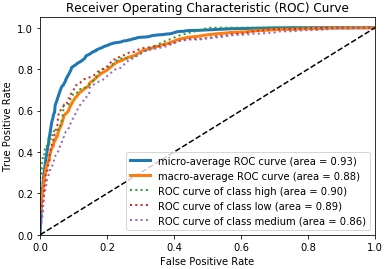 Receiver Operating Characteristic (ROC) Curve
1.0
0.8
0.6
0.4
0.2
0.0
True Positive Rate
micro-average ROC curve (area = 0.93)
macro-average ROC curve (area = 0.88)
ROC curve of class high (area = 0.90)
ROC curve of class low (area = 0.89)
ROC curve of class medium (area = 0.86)
0.0 0.2 0.4 0.6 0.8 1.0
False Positive Rate